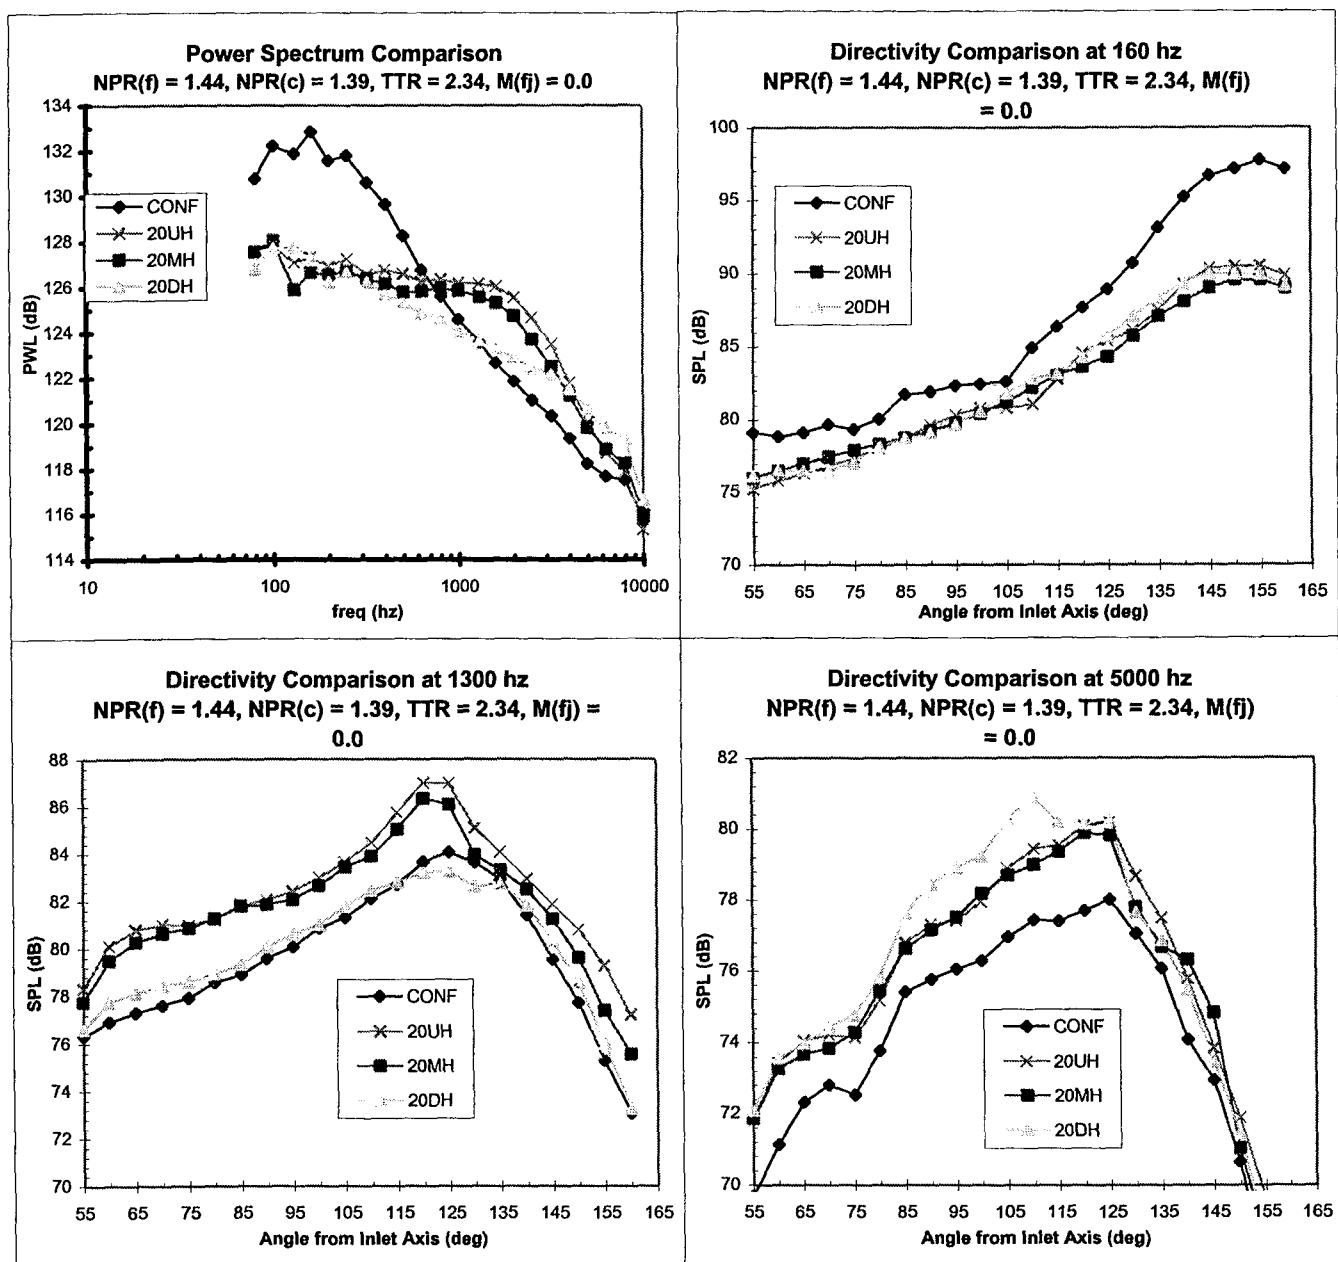 Power Spectrum Comparison
NPR(f) = 1.44, NPR(c) = 1.39, TTR = 2.34, M(fj) = 0.0
134
132
130
128
126
124
122
120
118
116
114
PWL (dB)
CONF
20UH
20MH
20DH
10
100
1000
10000
freq (hz)
Directivity Comparison at 160 hz
NPR(f) = 1.44, NPR(c) = 1.39, TTR = 2.34, M(fj)
= 0.0
100
95
90
85
80
75
70
SPL (dB)
CONF
20UH
20MH
20DH
55 65 75 85 95 105 115 125 135 145 155 165
Angle from Inlet Axis (deg)
Directivity Comparison at 1300 hz
NPR(f) = 1.44, NPR(c) = 1.39, TTR = 2.34, M(fj) =
0.0
88
86
84
82
80
78
76
74
72
70
SPL (dB)
CONF
20UH
20MH
20DH
55 65 75 85 95 105 115 125 135 145 155 165
Angle from Inlet Axis (deg)
Directivity Comparison at 5000 hz
NPR(f) = 1.44, NPR(c) = 1.39, TTR = 2.34, M(fj)
= 0.0
82
80
78
76
74
72
70
SPL (dB)
CONF
20UH
20MH
20DH
55 65 75 85 95 105 115 125 135 145 155 165
Angle from Inlet Axis (deg)